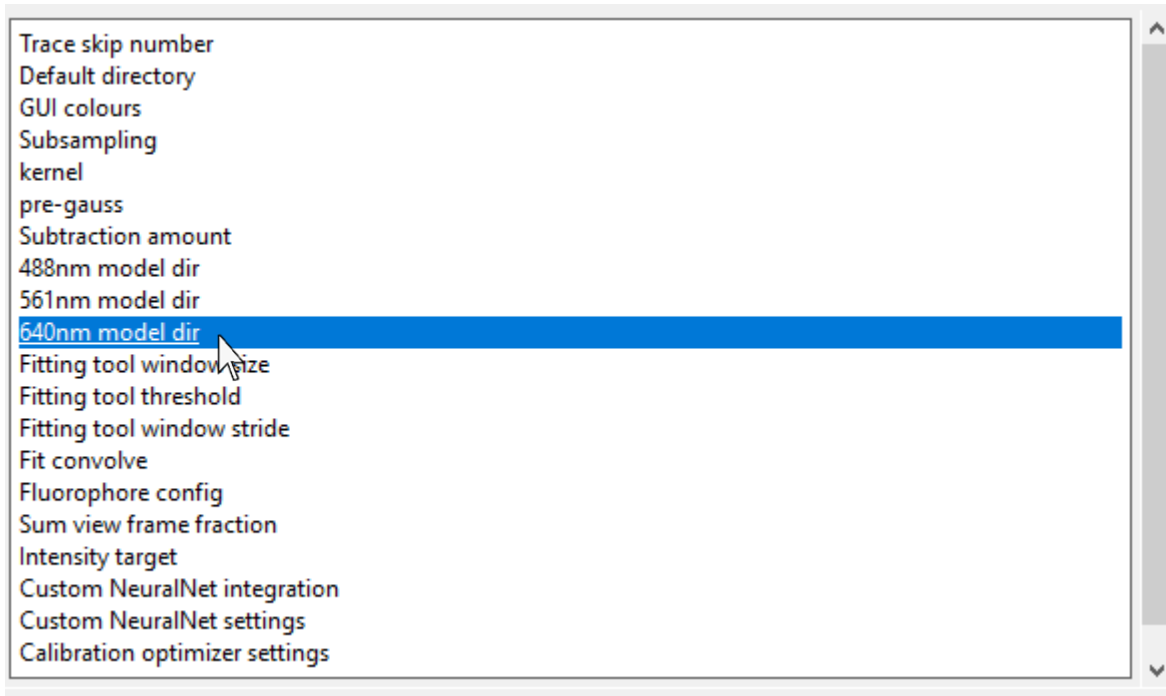 Trace skip number
Default directory
GUI colours
Subsampling
kernel
pre-gauss
Subtraction amount
488nm model dir
561nm model dir
640nm model dir
Fitting tool window size
Fitting tool threshold
Fitting tool window stride
Fit convolve
Fluorophore config
Sum view frame fraction
Intensity target
Custom NeuralNet integration
Custom NeuralNet settings
Calibration optimizer settings